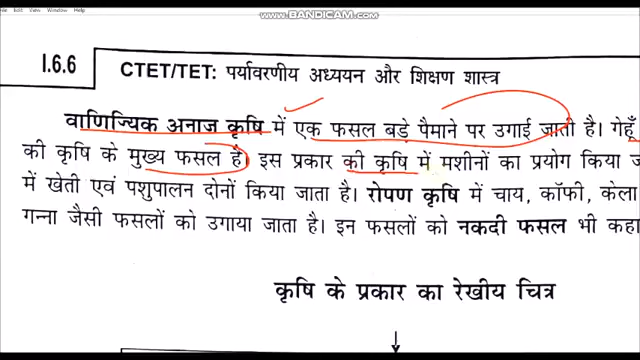 File Edit View Window Help
www.BANDICAM.com
I.6.6
CTET/TET: पर्यावरणीय अध्ययन और शिक्षण शास्त्र
वाणिज्यिक अनाज कृषि में एक फसल बड़े पैमाने पर उगाई जाती है। गेहूँ
की कृषि के मुख्य फसल है। इस प्रकार की कृषि में मशीनों का प्रयोग किया
में खेती एवं पशुपालन दोनों किया जाता है। रोपण कृषि में चाय, कॉफी, केला
गन्ना जैसी फसलों को उगाया जाता है। इन फसलों को नकदी फसल भी कहा
कृषि के प्रकार का रेखीय चित्र